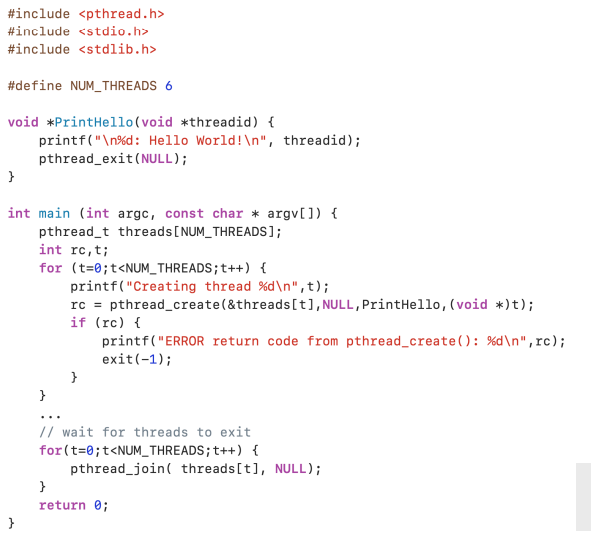 #include <pthread.h>
#include <stdio.h>
#include <stdlib.h>
#define NUM_THREADS 6
void *PrintHello(void *threadid) {
printf("\n%d: Hello World!\n", threadid);
pthread_exit(NULL);
}
int main (int argc, const char * argv[]) {
pthread_t threads[NUM_THREADS];
int rc,t;
for (t=0;t<NUM_THREADS;t++) {
printf("Creating thread %d\n",t);
rc = pthread_create(&threads[t],NULL,PrintHello,(void *)t);
if (rc) {
printf("ERROR return code from pthread_create(): %d\n",rc);
exit(-1);
}
}
...
// wait for threads to exit
for(t=0;t<NUM_THREADS;t++) {
pthread_join( threads[t], NULL);
}
return 0;
}